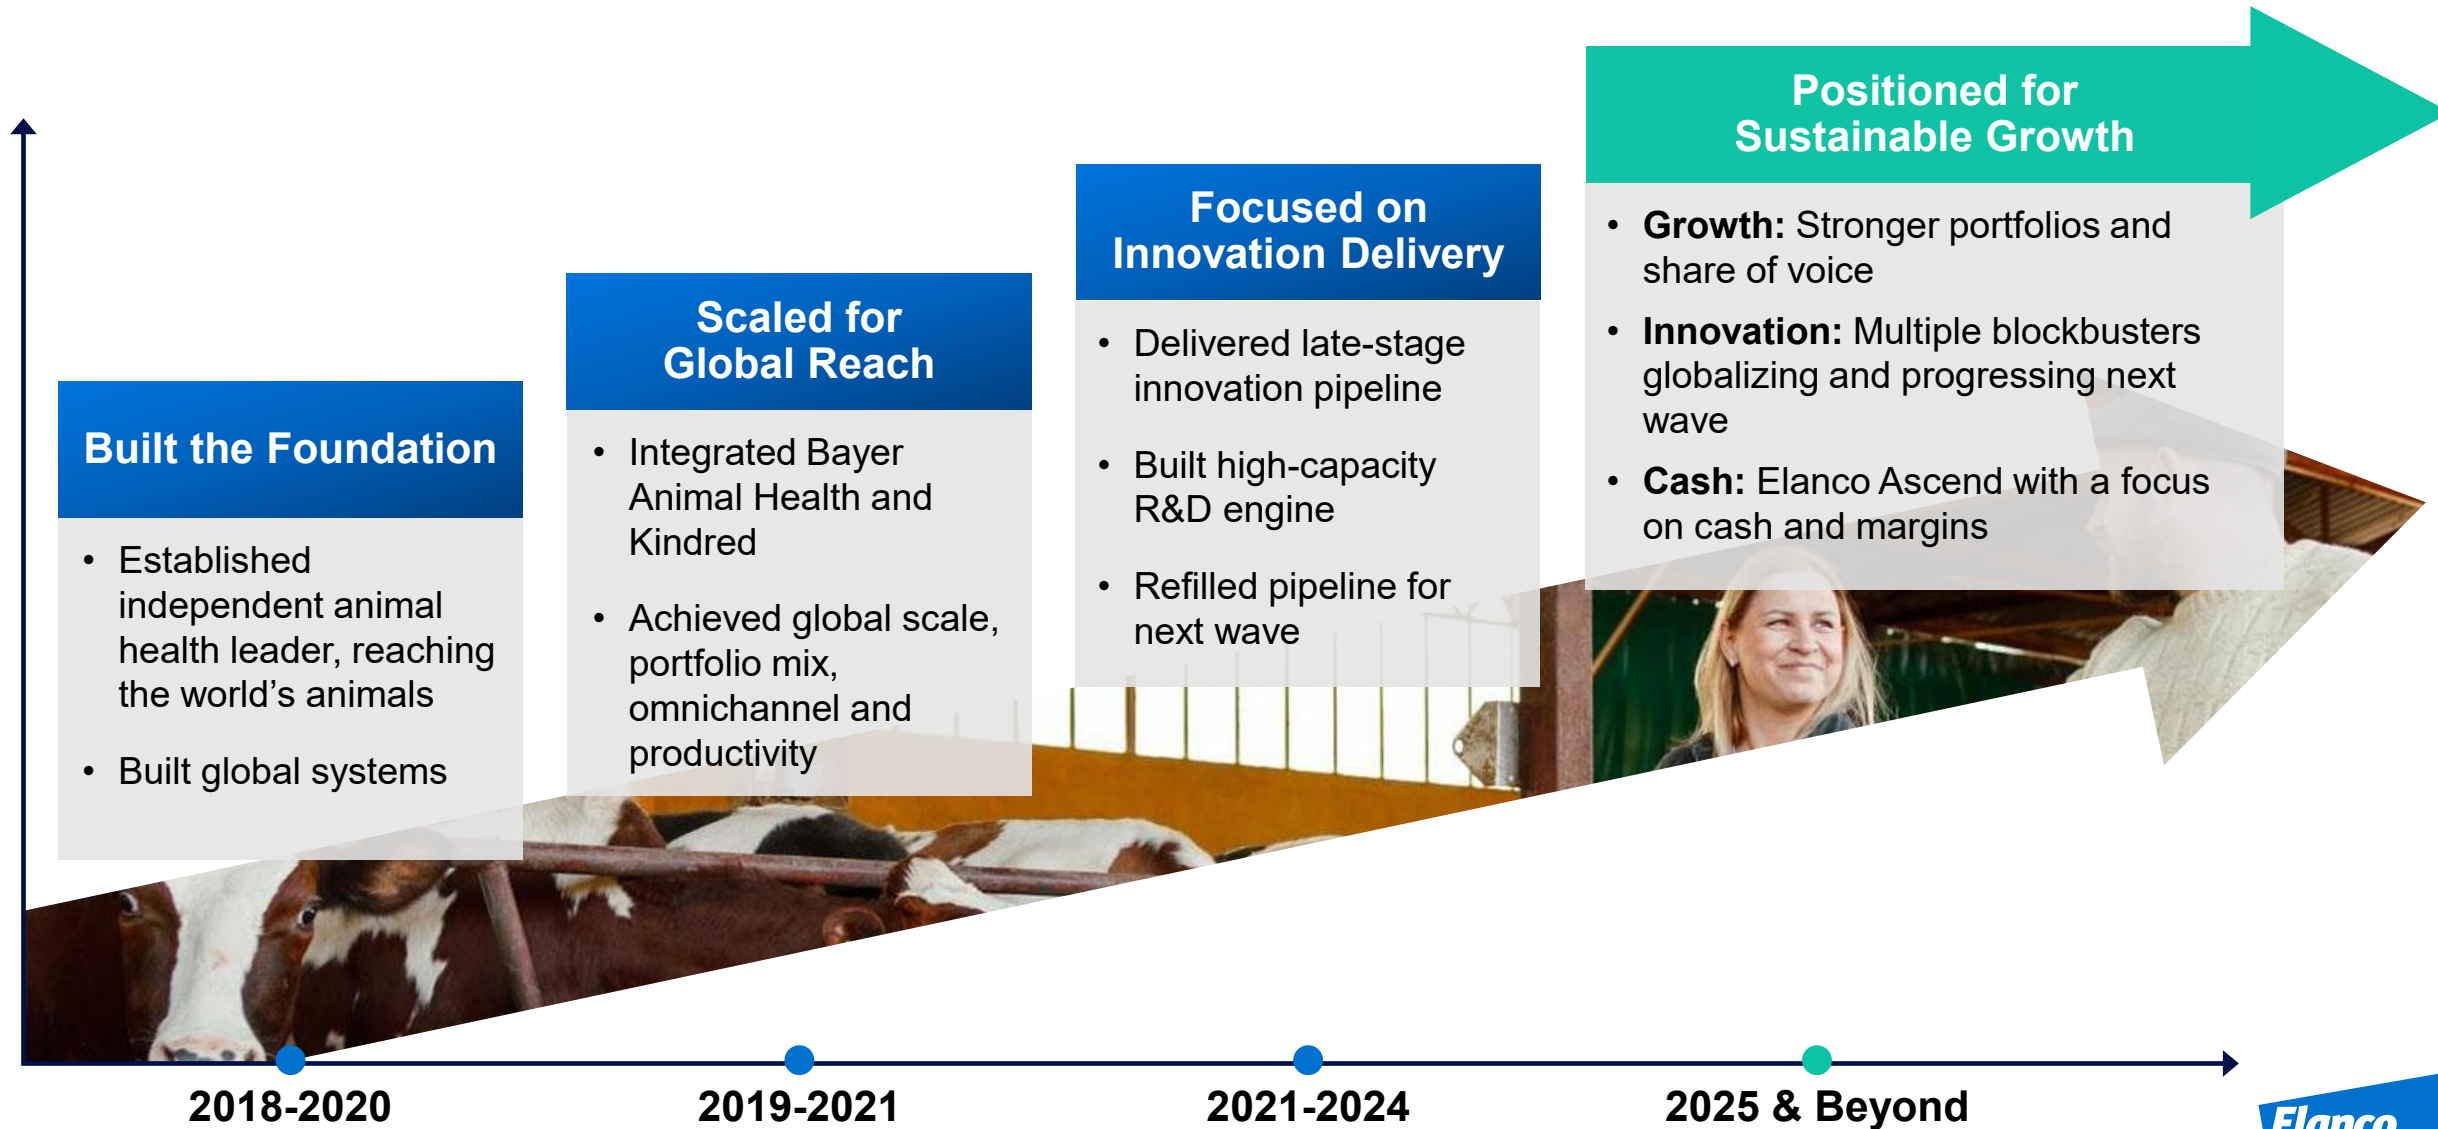 Built the Foundation
• Established
independent animal
health leader, reaching
the world’s animals
• Built global systems
Scaled for
Global Reach
• Integrated Bayer
Animal Health and
Kindred
• Achieved global scale,
portfolio mix,
omnichannel and
productivity
Focused on
Innovation Delivery
• Delivered late-stage
innovation pipeline
• Built high-capacity
R&D engine
• Refilled pipeline for
next wave
Positioned for
Sustainable Growth
• Growth: Stronger portfolios and
share of voice
• Innovation: Multiple blockbusters
globalizing and progressing next
wave
• Cash: Elanco Ascend with a focus
on cash and margins
2018-2020
2019-2021
2021-2024
2025 & Beyond
Elanco